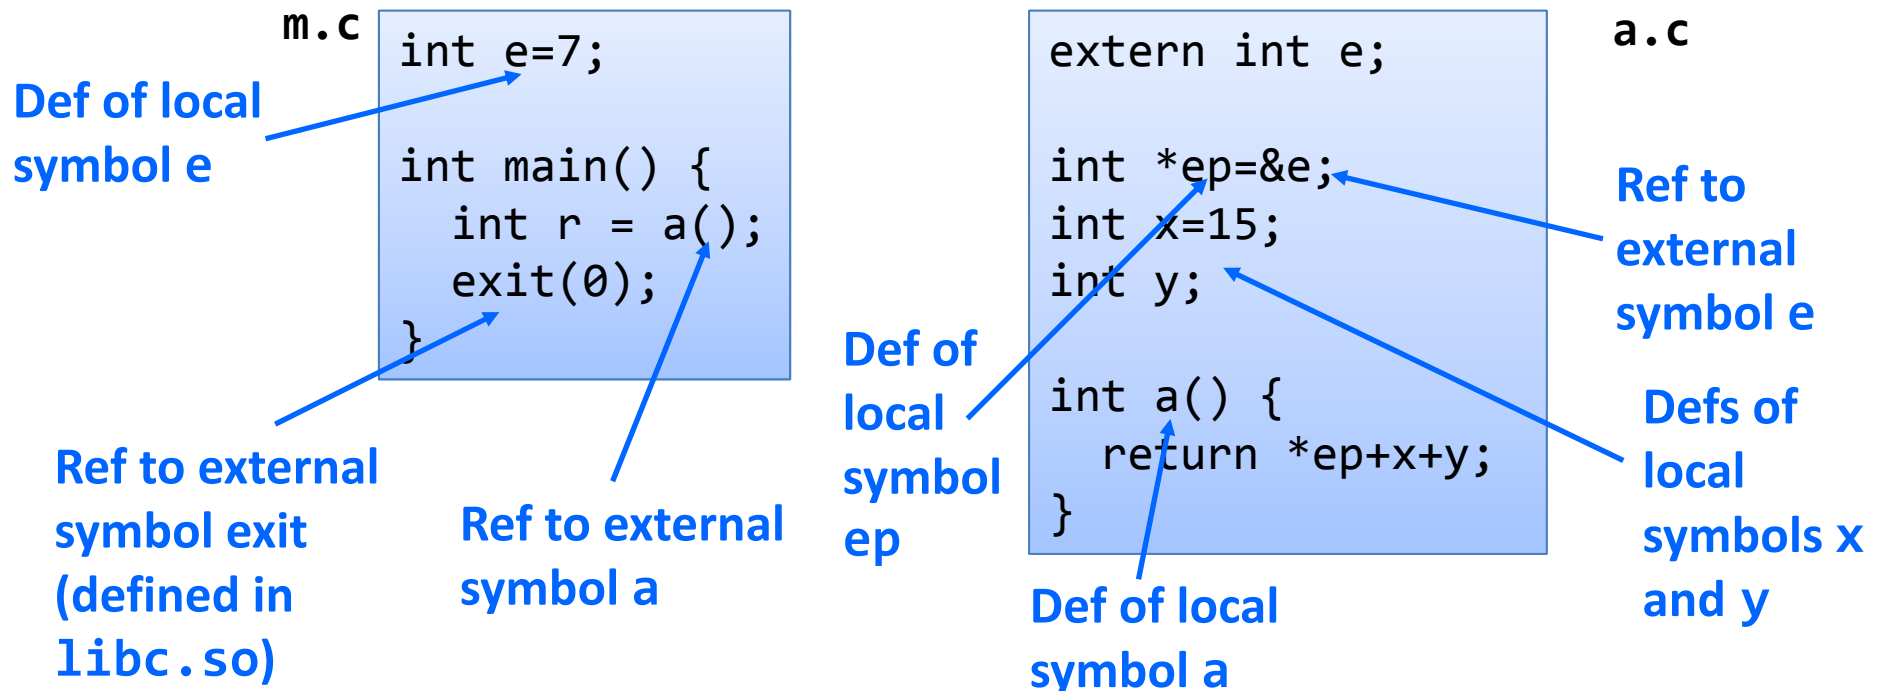 m.c
int e=7;
int main() {
  int r = a();
  exit(0);
}
Def of local
symbol e
Ref to external
symbol exit
(defined in
libc.so)
Ref to external
symbol a
a.c
extern int e;
int *ep=&e;
int x=15;
int y;
int a() {
  return *ep+x+y;
}
Def of
local
symbol
ep
Ref to
external
symbol e
Defs of
local
symbols x
and y
Def of local
symbol a